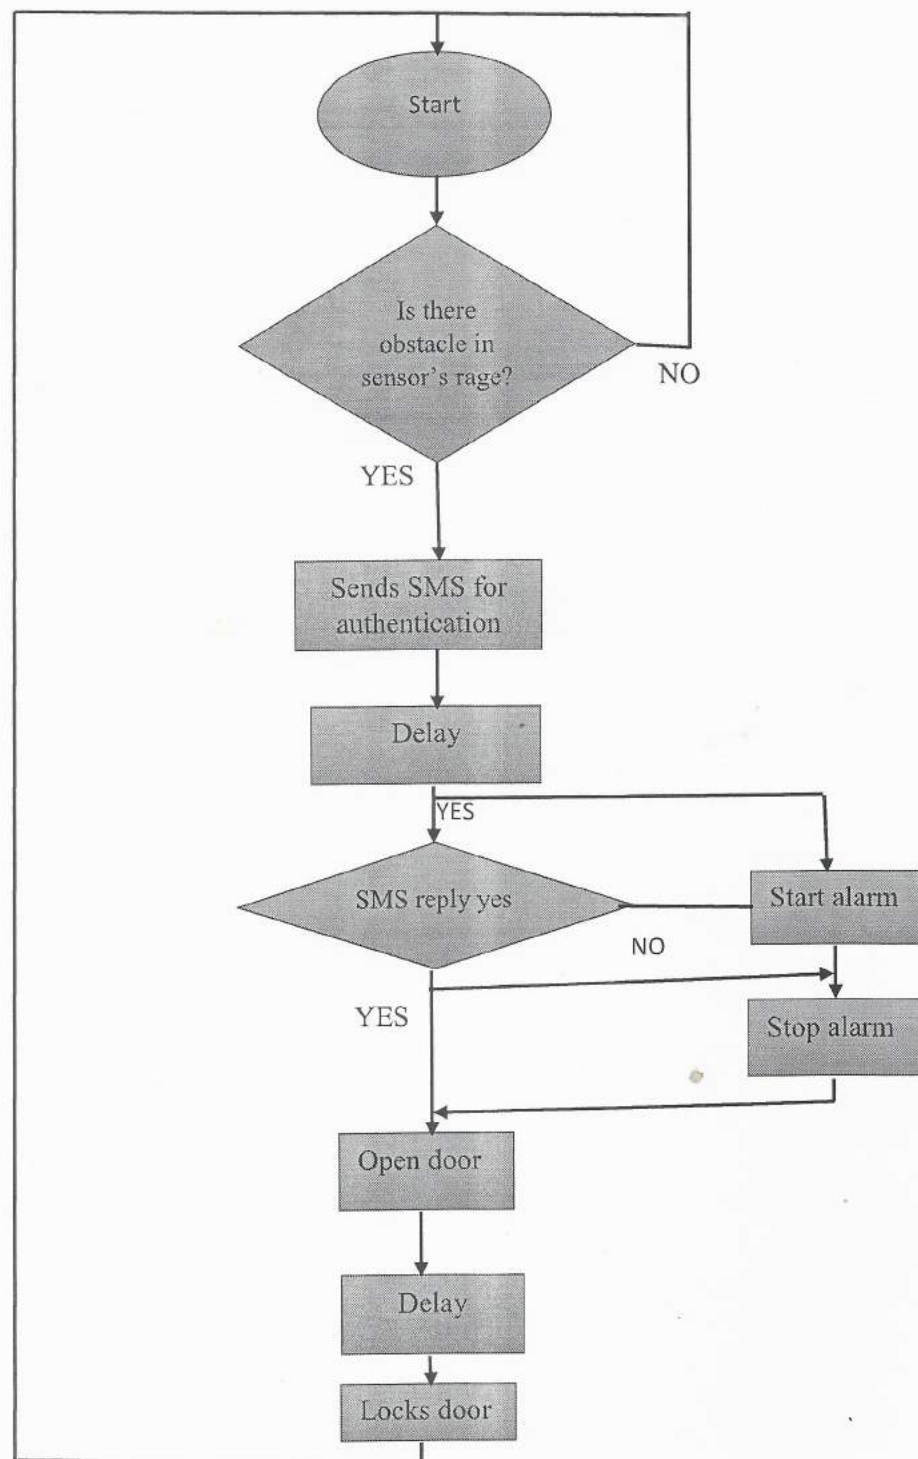 Start
Is there
obstacle in
sensor's rage?
NO
YES
Sends SMS for
authentication
Delay
YES
SMS reply yes
Start alarm
NO
YES
Stop alarm
Open door
Delay
Locks door